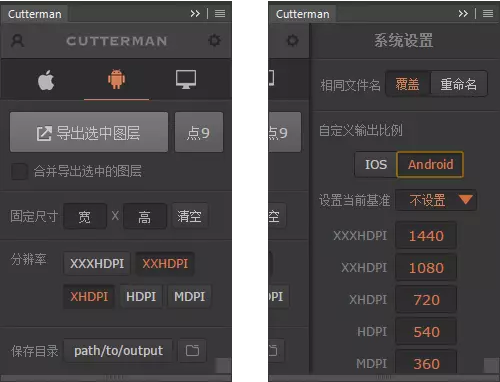 Cutterman
CUTTERMAN
导出选中图层
点9
合并导出选中的图层
固定尺寸 宽 X 高 清空
分辨率 XXXHDPI XXHDPI
XHDPI HDPI MDPI
保存目录 path/to/output
Cutterman
系统设置
相同文件名 覆盖 重命名
自定义输出比例
IOS Android
设置当前基准 不设置
XXXHDPI 1440
XXHDPI 1080
XHDPI 720
HDPI 540
MDPI 360